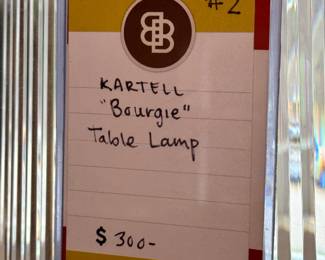 #2
KARTELL
"Bourgie"
Table Lamp
$ 300-